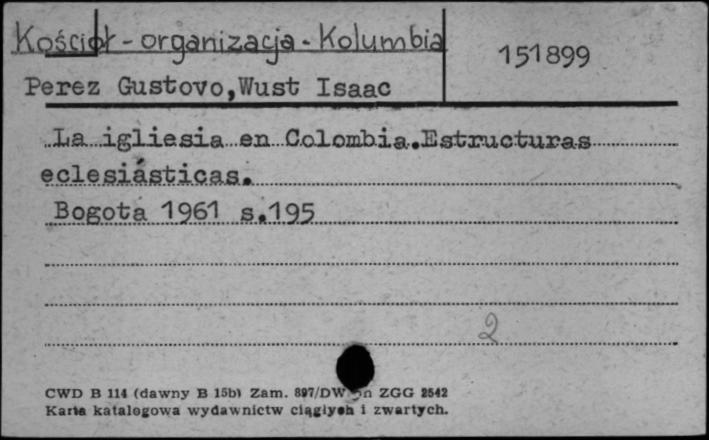 Kościół - organizacja - Kolumbia
151899
Perez Gustovo,Wust Isaac
La igliesia en Colombia.Estructuras
eclesiásticas.
Bogota 1961 s.195
2
CWD B 114 (dawny B 15b) Zam. 897/DW ZGG 2542
Karta katalogowa wydawnictw ciągłych i zwartych.